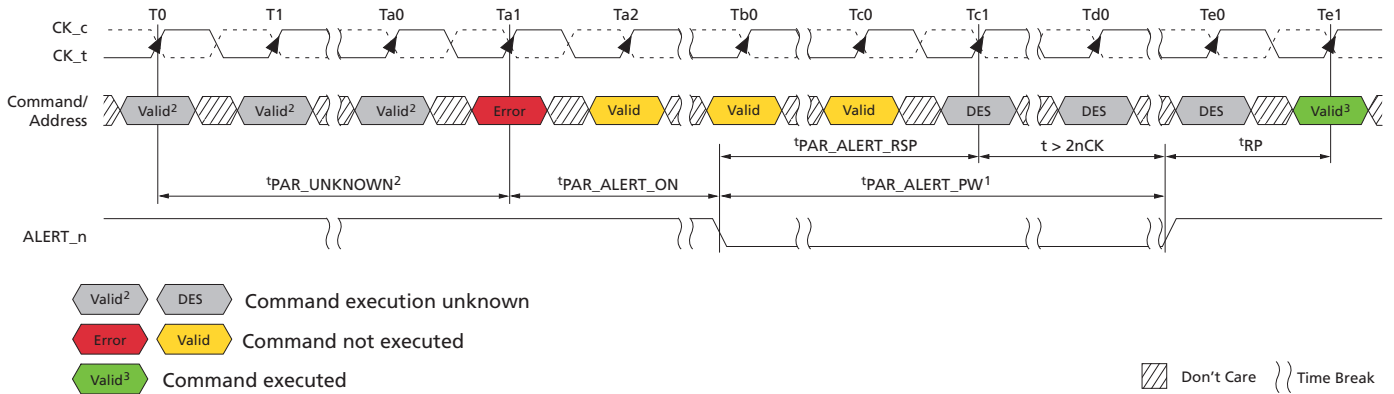 T0 T1 Ta0 Ta1 Ta2 Tb0 Tc0 Tc1 Td0 Te0 Te1
CK_c
CK_t
Command/
Address
Valid² Valid² Valid² Error Valid Valid Valid DES DES DES Valid³
tPAR_ALERT_RSP t > 2nCK tRP
tPAR_UNKNOWN² tPAR_ALERT_ON tPAR_ALERT_PW¹
ALERT_n
Valid² DES Command execution unknown
Error Valid Command not executed
Valid³ Command executed
Don't Care Time Break